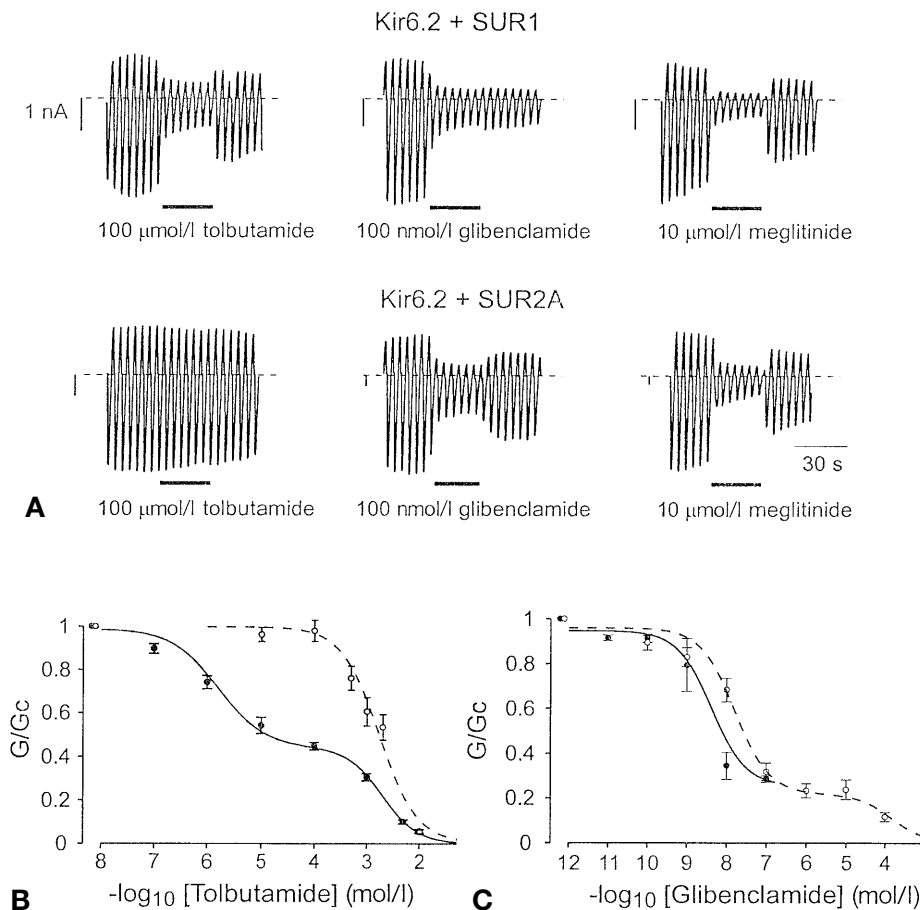 Kir6.2 + SUR1
1 nA
100 μmol/l tolbutamide 100 nmol/l glibenclamide 10 μmol/l meglitinide
Kir6.2 + SUR2A
30 s
A
100 μmol/l tolbutamide 100 nmol/l glibenclamide 10 μmol/l meglitinide
1
0.8
0.6
0.4
0.2
0
G/Gc
8 7 6 5 4 3 2
B
-log10 [Tolbutamide] (mol/l)
1
0.8
0.6
0.4
0.2
0
G/Gc
12 11 10 9 8 7 6 5 4
C
-log10 [Glibenclamide] (mol/l)